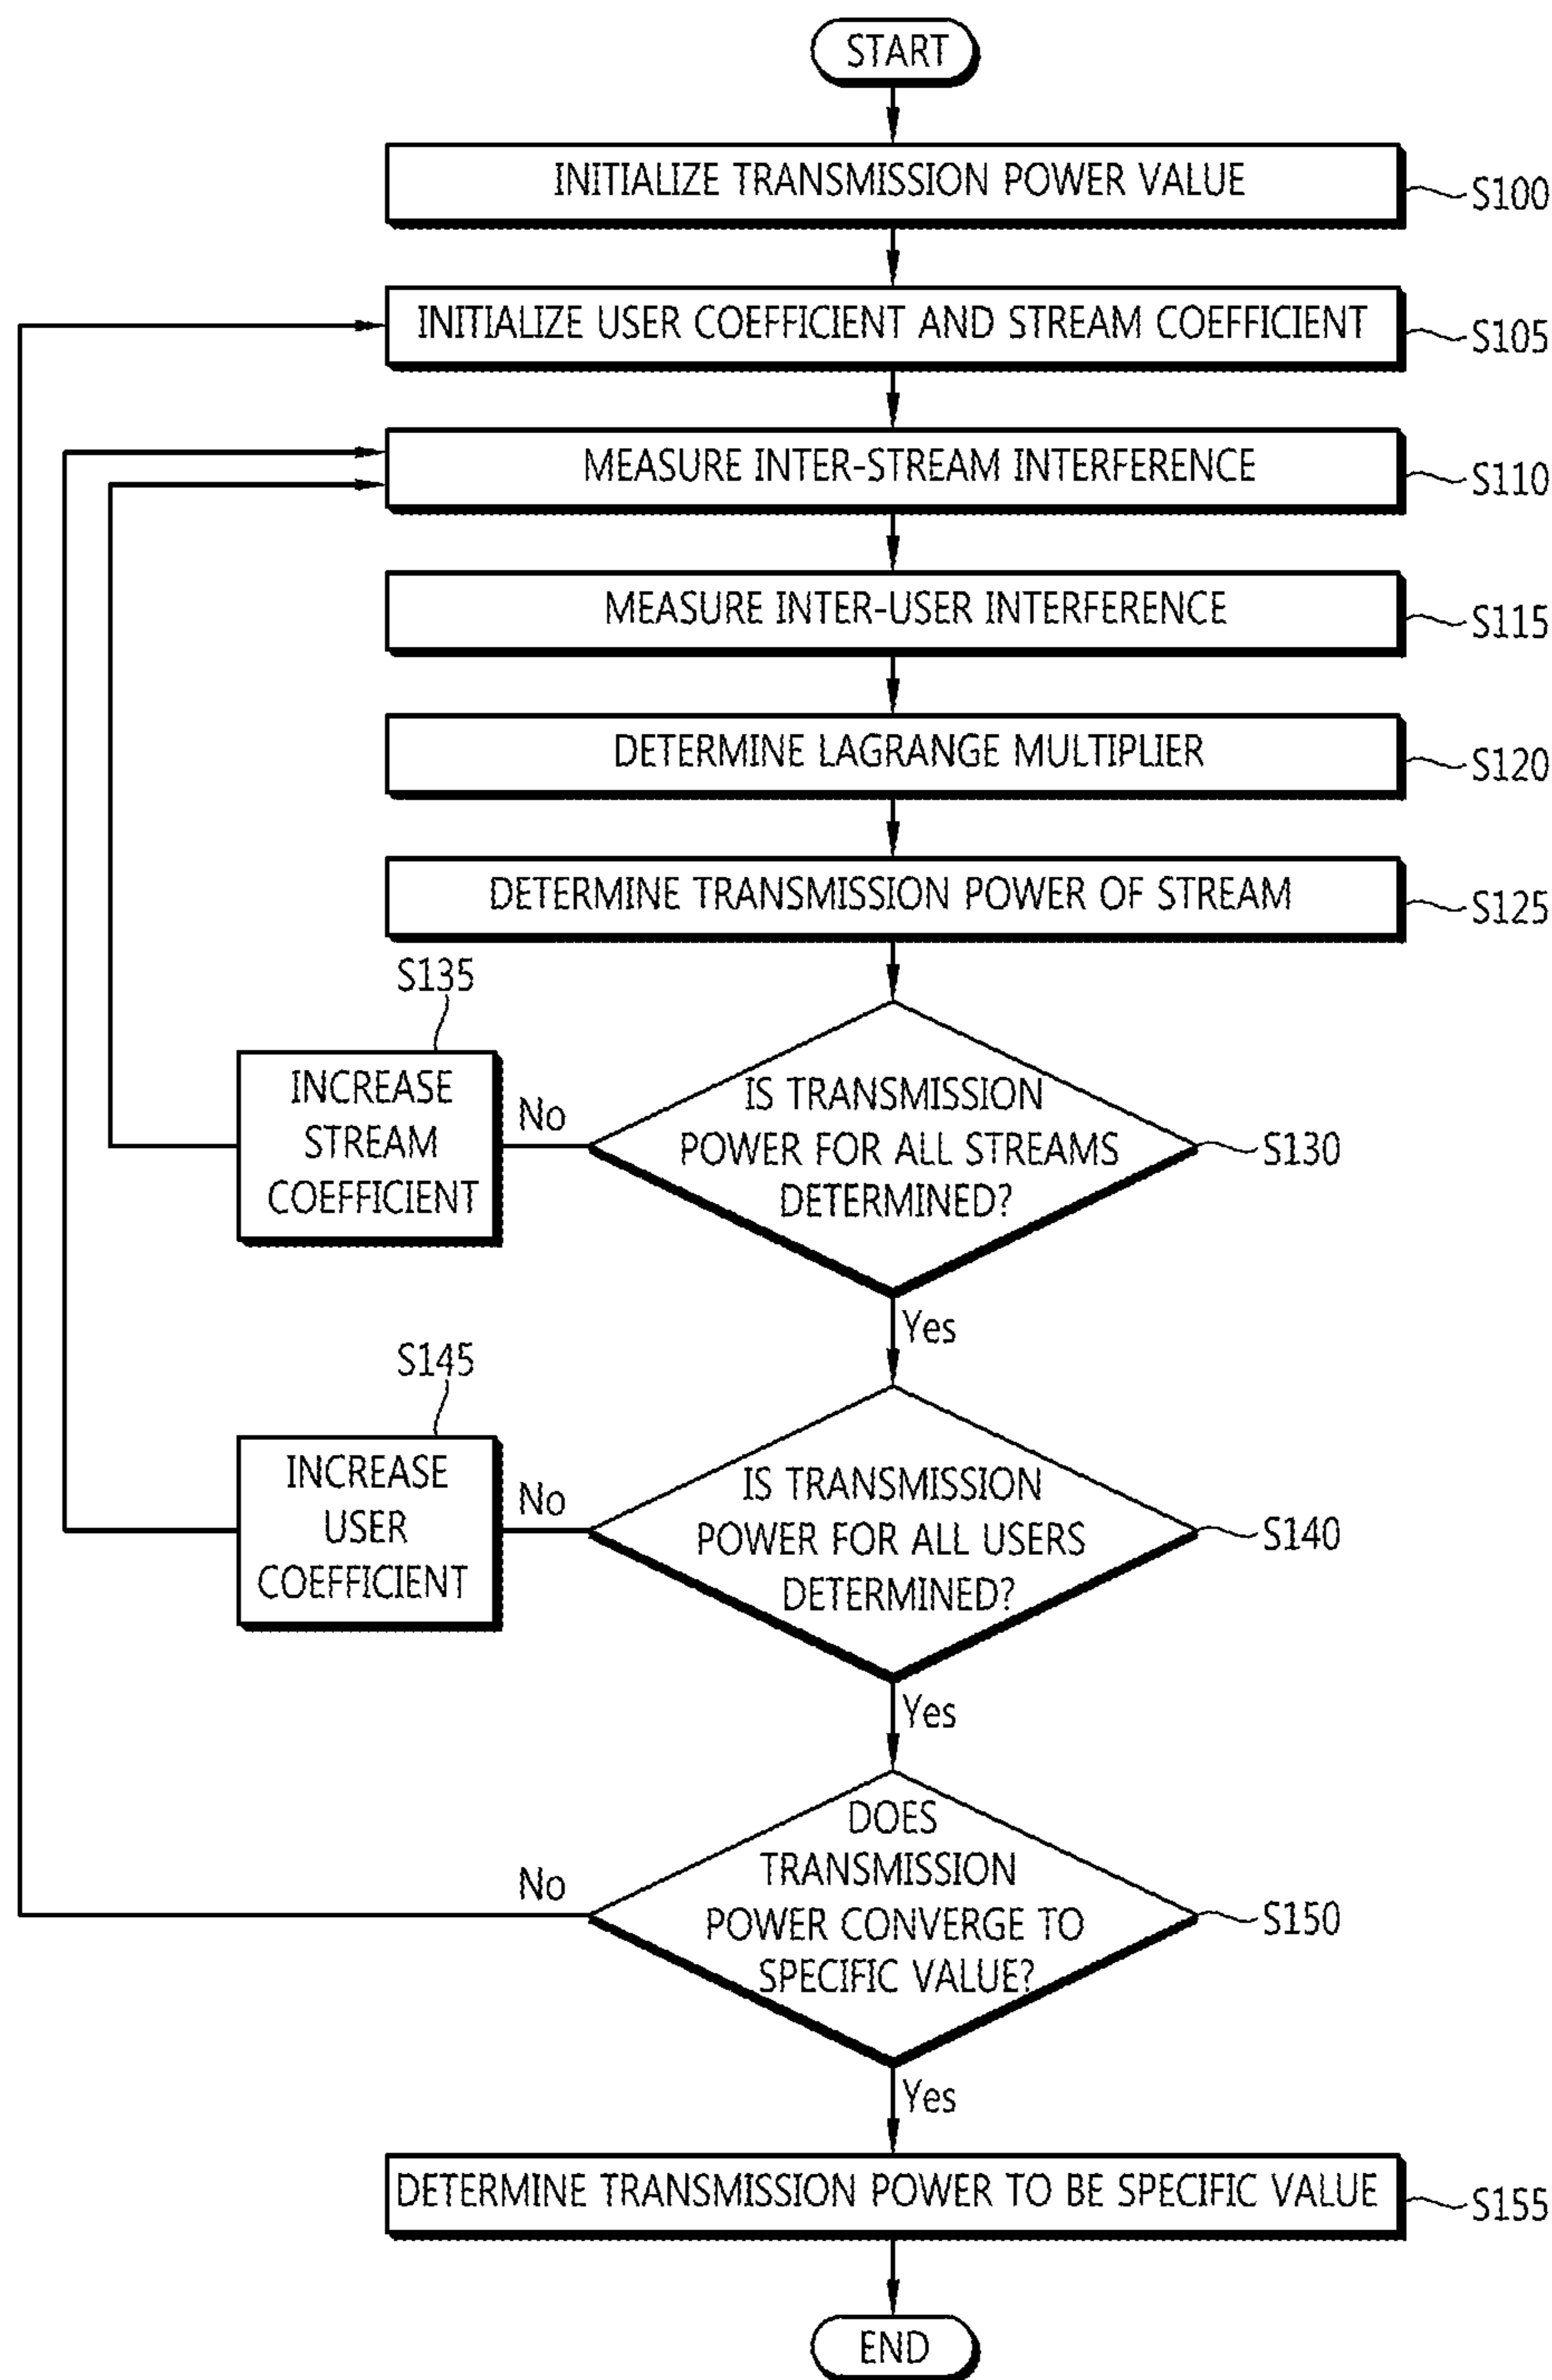 START
INITIALIZE TRANSMISSION POWER VALUE
S100
INITIALIZE USER COEFFICIENT AND STREAM COEFFICIENT
S105
MEASURE INTER-STREAM INTERFERENCE
S110
MEASURE INTER-USER INTERFERENCE
S115
DETERMINE LAGRANGE MULTIPLIER
S120
DETERMINE TRANSMISSION POWER OF STREAM
S125
S135
INCREASE
STREAM
COEFFICIENT
No
IS TRANSMISSION
POWER FOR ALL STREAMS
DETERMINED?
S130
Yes
S145
INCREASE
USER
COEFFICIENT
No
IS TRANSMISSION
POWER FOR ALL USERS
DETERMINED?
S140
Yes
DOES
TRANSMISSION
POWER CONVERGE TO
SPECIFIC VALUE?
No
S150
Yes
DETERMINE TRANSMISSION POWER TO BE SPECIFIC VALUE
S155
END